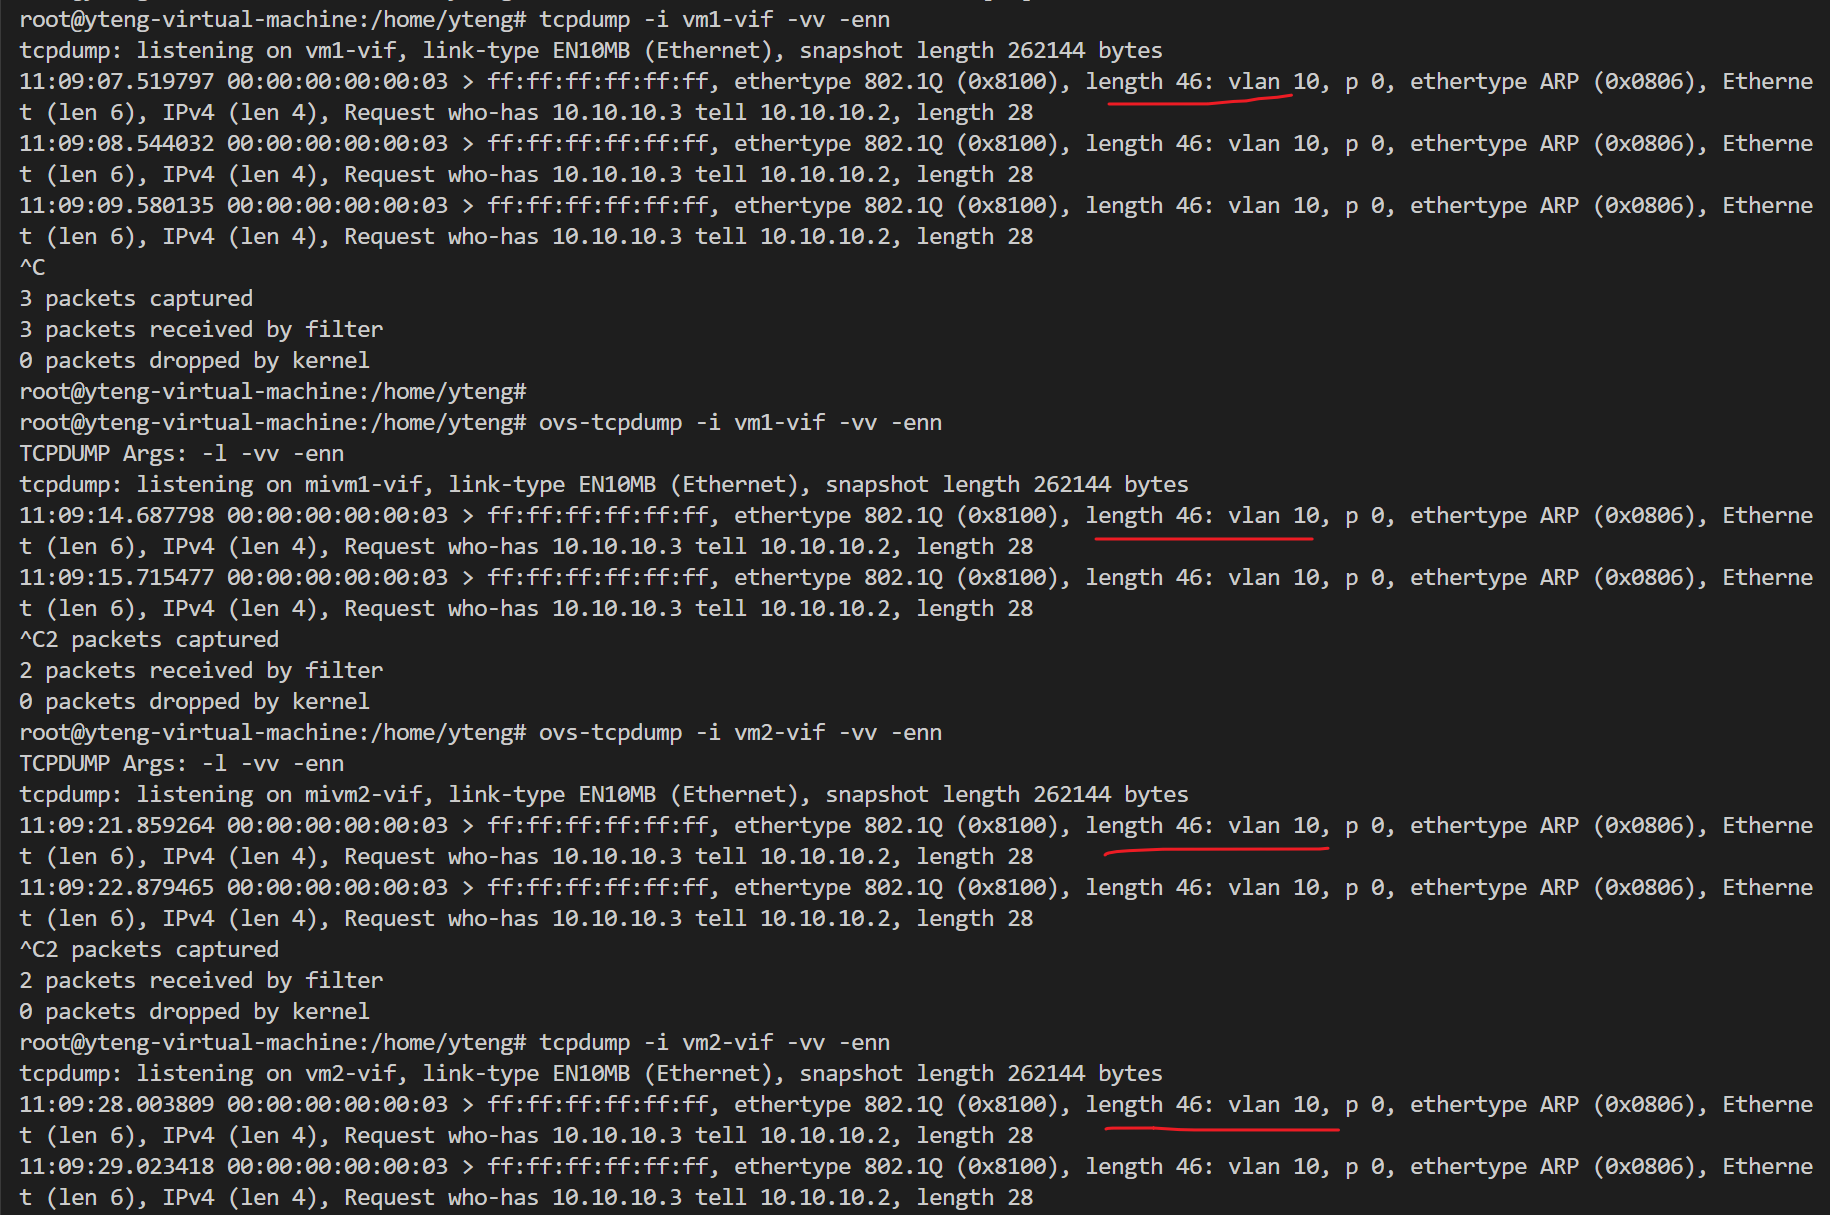 root@yteng-virtual-machine:/home/yteng# tcpdump -i vm1-vif -vv -enn
tcpdump: listening on vm1-vif, link-type EN10MB (Ethernet), snapshot length 262144 bytes
11:09:07.519797 00:00:00:00:00:03 > ff:ff:ff:ff:ff:ff, ethertype 802.1Q (0x8100), length 46: vlan 10, p 0, ethertype ARP (0x0806), Etherne
t (len 6), IPv4 (len 4), Request who-has 10.10.10.3 tell 10.10.10.2, length 28
11:09:08.544032 00:00:00:00:00:03 > ff:ff:ff:ff:ff:ff, ethertype 802.1Q (0x8100), length 46: vlan 10, p 0, ethertype ARP (0x0806), Etherne
t (len 6), IPv4 (len 4), Request who-has 10.10.10.3 tell 10.10.10.2, length 28
11:09:09.580135 00:00:00:00:00:03 > ff:ff:ff:ff:ff:ff, ethertype 802.1Q (0x8100), length 46: vlan 10, p 0, ethertype ARP (0x0806), Etherne
t (len 6), IPv4 (len 4), Request who-has 10.10.10.3 tell 10.10.10.2, length 28
^C
3 packets captured
3 packets received by filter
0 packets dropped by kernel
root@yteng-virtual-machine:/home/yteng#
root@yteng-virtual-machine:/home/yteng# ovs-tcpdump -i vm1-vif -vv -enn
TCPDUMP Args: -l -vv -enn
tcpdump: listening on mivm1-vif, link-type EN10MB (Ethernet), snapshot length 262144 bytes
11:09:14.687798 00:00:00:00:00:03 > ff:ff:ff:ff:ff:ff, ethertype 802.1Q (0x8100), length 46: vlan 10, p 0, ethertype ARP (0x0806), Etherne
t (len 6), IPv4 (len 4), Request who-has 10.10.10.3 tell 10.10.10.2, length 28
11:09:15.715477 00:00:00:00:00:03 > ff:ff:ff:ff:ff:ff, ethertype 802.1Q (0x8100), length 46: vlan 10, p 0, ethertype ARP (0x0806), Etherne
t (len 6), IPv4 (len 4), Request who-has 10.10.10.3 tell 10.10.10.2, length 28
^C2 packets captured
2 packets received by filter
0 packets dropped by kernel
root@yteng-virtual-machine:/home/yteng# ovs-tcpdump -i vm2-vif -vv -enn
TCPDUMP Args: -l -vv -enn
tcpdump: listening on mivm2-vif, link-type EN10MB (Ethernet), snapshot length 262144 bytes
11:09:21.859264 00:00:00:00:00:03 > ff:ff:ff:ff:ff:ff, ethertype 802.1Q (0x8100), length 46: vlan 10, p 0, ethertype ARP (0x0806), Etherne
t (len 6), IPv4 (len 4), Request who-has 10.10.10.3 tell 10.10.10.2, length 28
11:09:22.879465 00:00:00:00:00:03 > ff:ff:ff:ff:ff:ff, ethertype 802.1Q (0x8100), length 46: vlan 10, p 0, ethertype ARP (0x0806), Etherne
t (len 6), IPv4 (len 4), Request who-has 10.10.10.3 tell 10.10.10.2, length 28
^C2 packets captured
2 packets received by filter
0 packets dropped by kernel
root@yteng-virtual-machine:/home/yteng# tcpdump -i vm2-vif -vv -enn
tcpdump: listening on vm2-vif, link-type EN10MB (Ethernet), snapshot length 262144 bytes
11:09:28.003809 00:00:00:00:00:03 > ff:ff:ff:ff:ff:ff, ethertype 802.1Q (0x8100), length 46: vlan 10, p 0, ethertype ARP (0x0806), Etherne
t (len 6), IPv4 (len 4), Request who-has 10.10.10.3 tell 10.10.10.2, length 28
11:09:29.023418 00:00:00:00:00:03 > ff:ff:ff:ff:ff:ff, ethertype 802.1Q (0x8100), length 46: vlan 10, p 0, ethertype ARP (0x0806), Etherne
t (len 6), IPv4 (len 4), Request who-has 10.10.10.3 tell 10.10.10.2, length 28